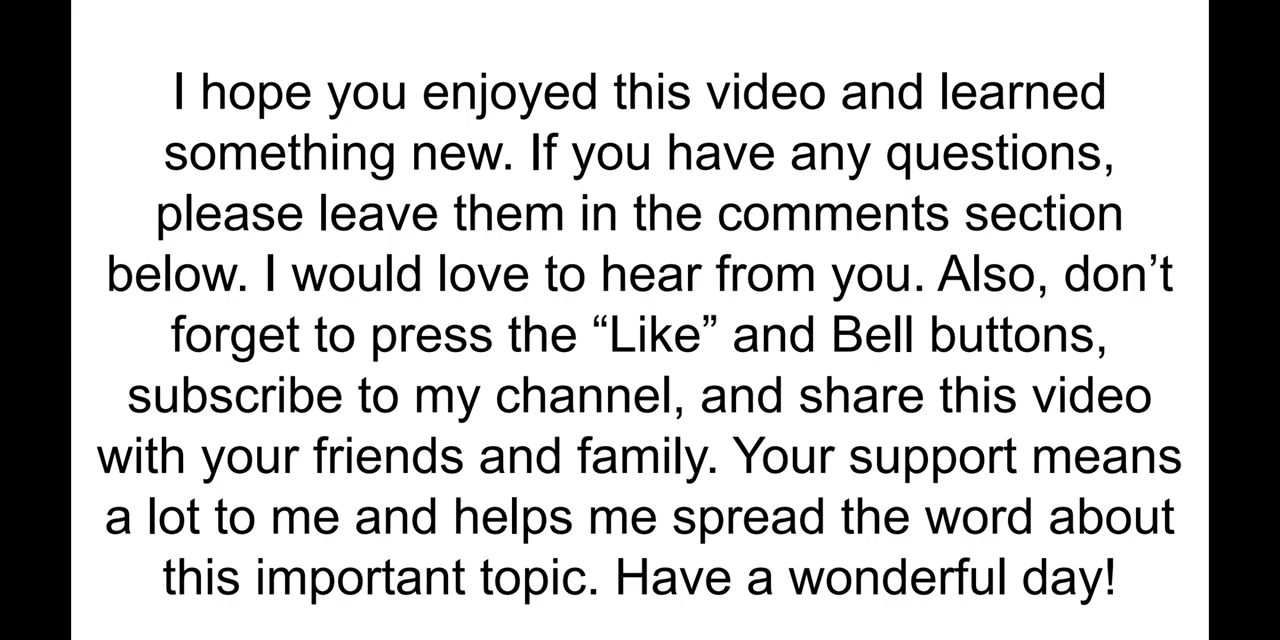 I hope you enjoyed this video and learned
something new. If you have any questions,
please leave them in the comments section
below. I would love to hear from you. Also, don’t
forget to press the “Like” and Bell buttons,
subscribe to my channel, and share this video
with your friends and family. Your support means
a lot to me and helps me spread the word about
this important topic. Have a wonderful day!